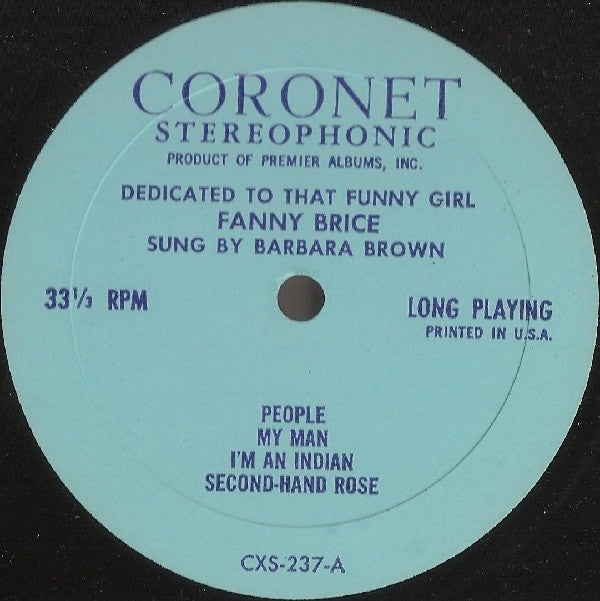 CORONET
STEREOPHONIC
PRODUCT OF PREMIER ALBUMS, INC.
DEDICATED TO THAT FUNNY GIRL
FANNY BRICE
SUNG BY BARBARA BROWN
33⅓ RPM
LONG PLAYING
PRINTED IN U.S.A.
PEOPLE
MY MAN
I'M AN INDIAN
SECOND-HAND ROSE
CXS-237-A